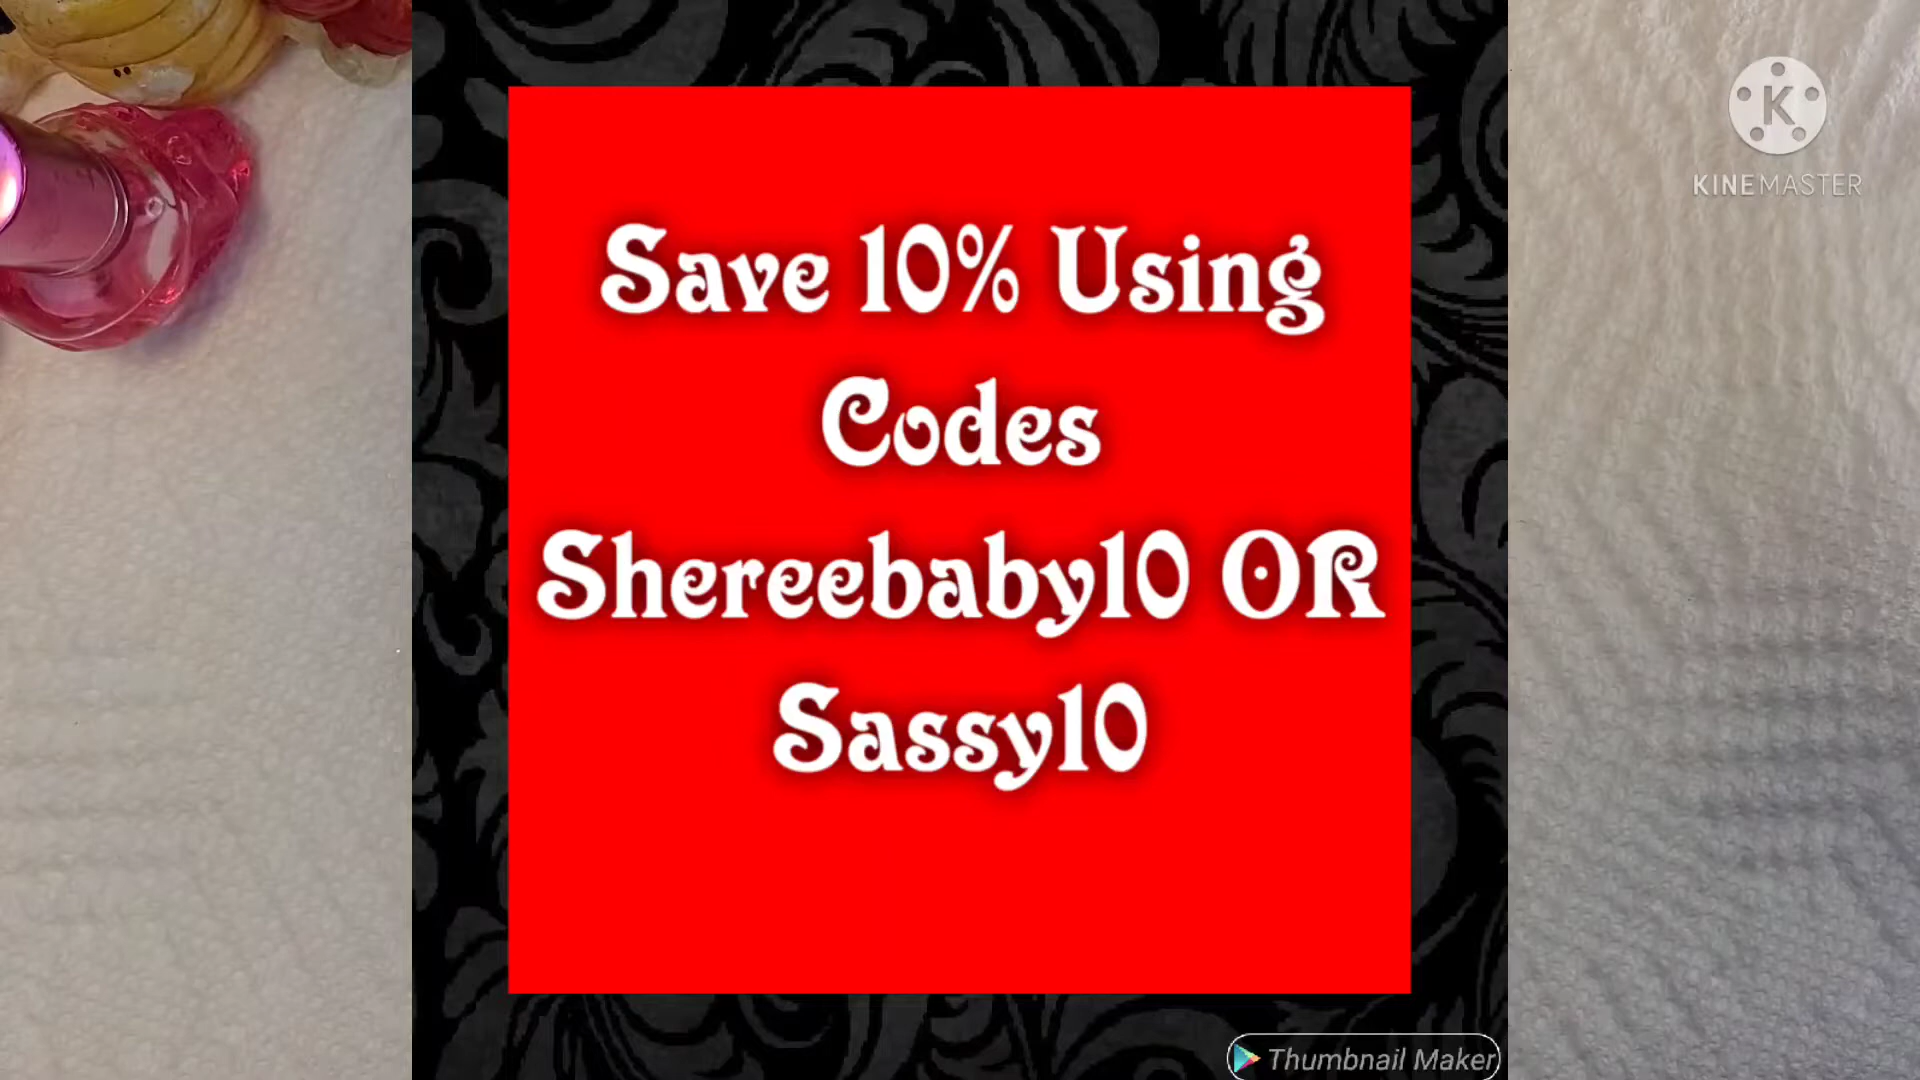 K
KINEMASTER
Save 10% Using
Codes
Shereebaby10 OR
Sassy10
Thumbnail Maker